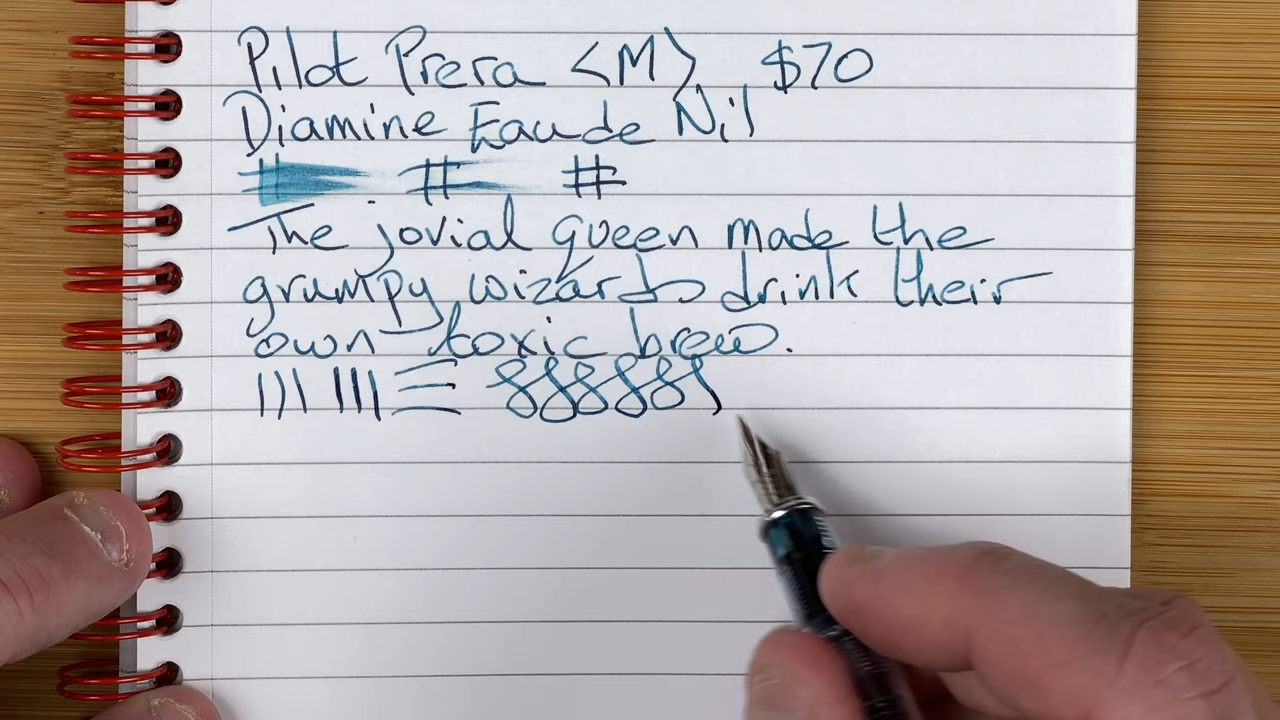 Pilot Prera <M> $70
Diamine Eau de Nil
# # #
The jovial queen made the
grumpy wizards drink their
own toxic brew.